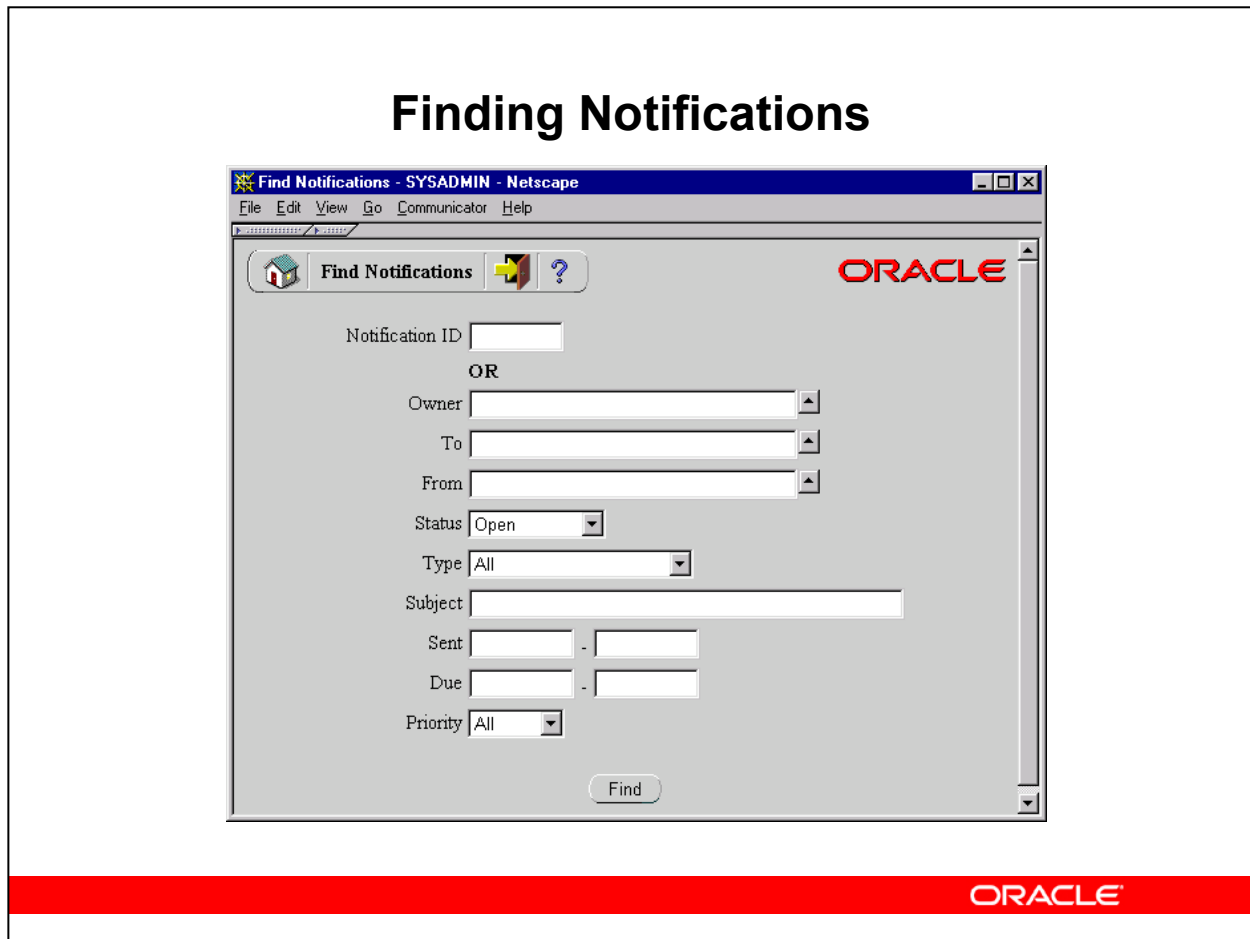 Finding Notifications
Find Notifications - SYSADMIN - Netscape
File Edit View Go Communicator Help
Find Notifications ? ORACLE
Notification ID
OR
Owner
To
From
Status Open
Type All
Subject
Sent -
Due -
Priority All
Find
ORACLE